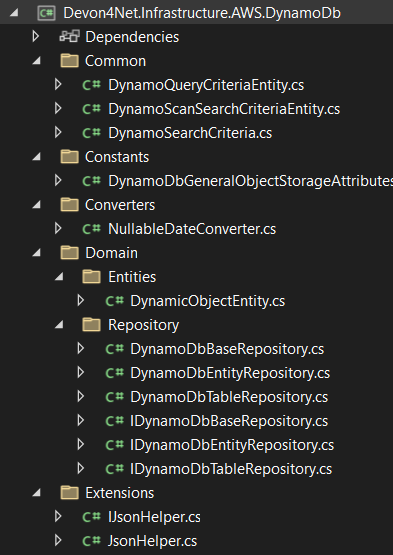 Devon4Net.Infrastructure.AWS.DynamoDb
Dependencies
Common
C# DynamoQueryCriteriaEntity.cs
C# DynamoScanSearchCriteriaEntity.cs
C# DynamoSearchCriteria.cs
Constants
C# DynamoDbGeneralObjectStorageAttributes
Converters
C# NullableDateConverter.cs
Domain
Entities
C# DynamicObjectEntity.cs
Repository
C# DynamoDbBaseRepository.cs
C# DynamoDbEntityRepository.cs
C# DynamoDbTableRepository.cs
C# IDynamoDbBaseRepository.cs
C# IDynamoDbEntityRepository.cs
C# IDynamoDbTableRepository.cs
Extensions
C# IJsonHelper.cs
C# JsonHelper.cs